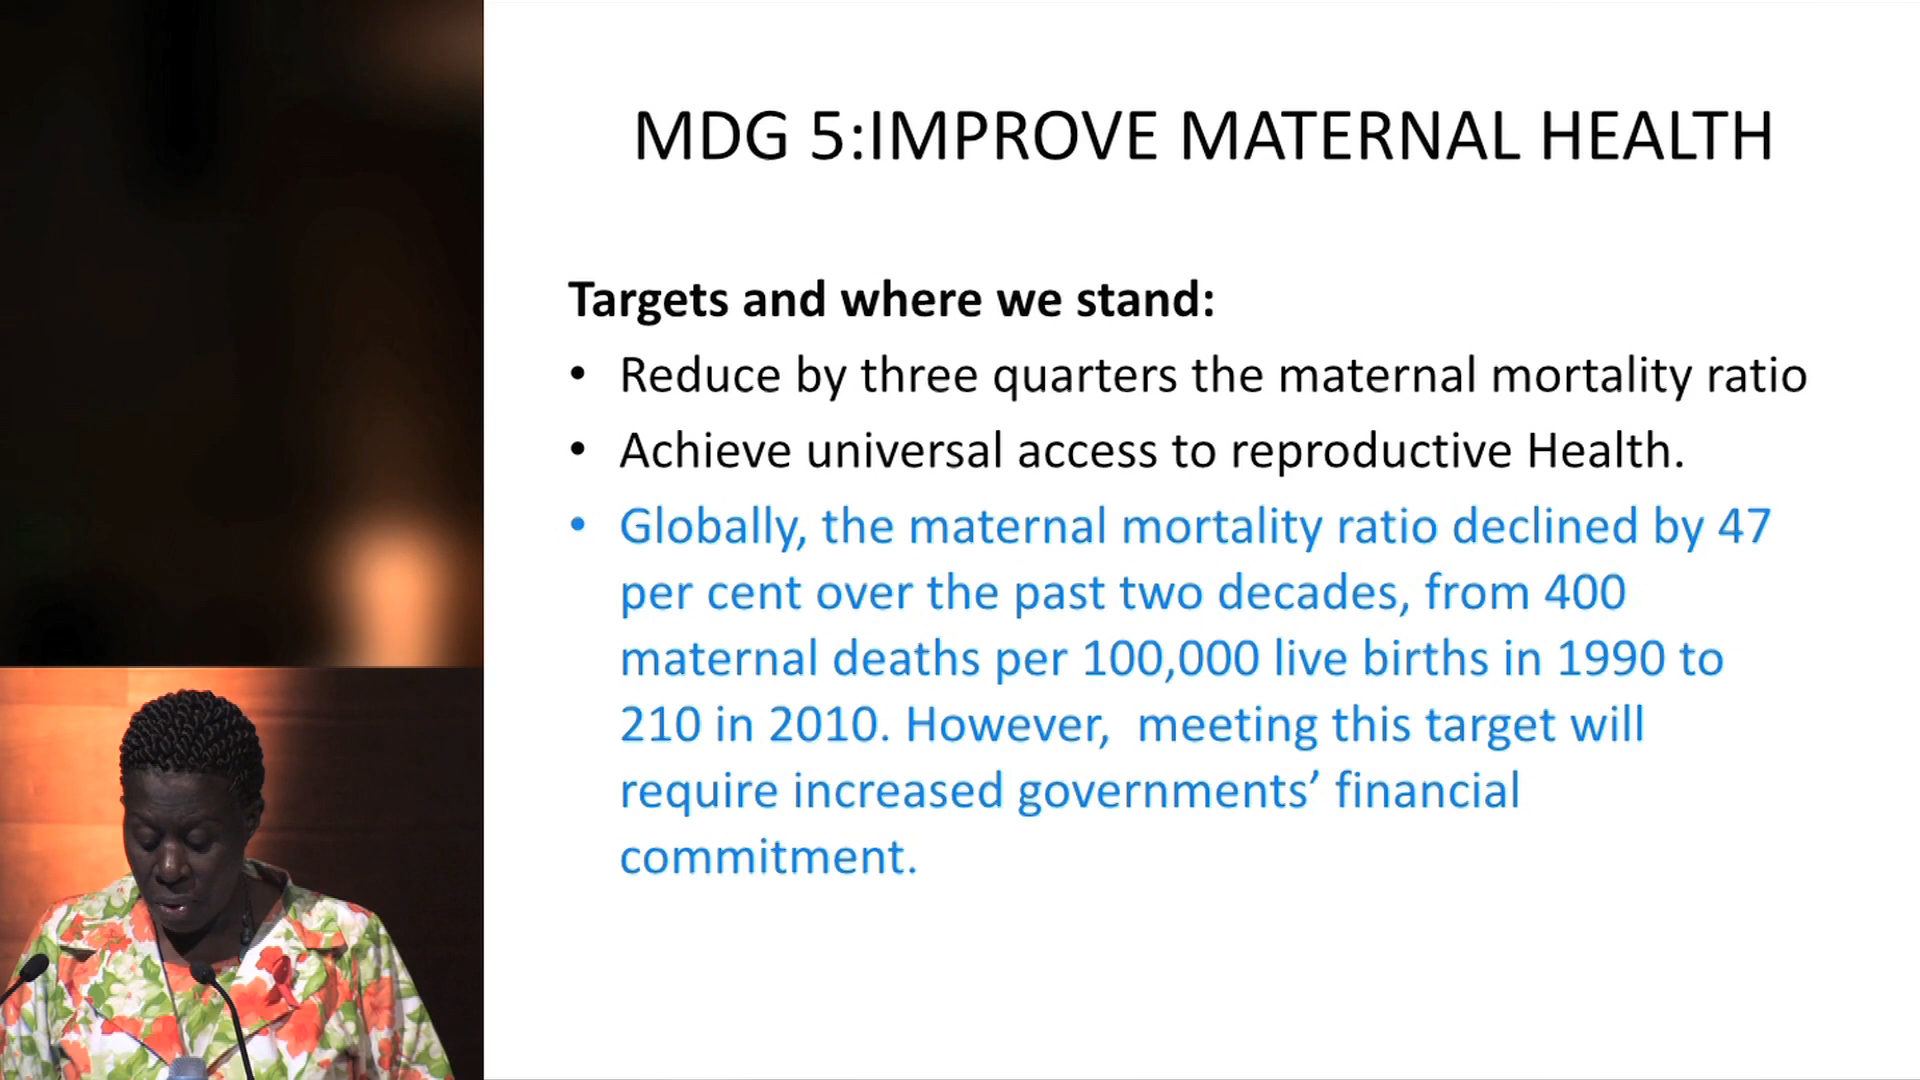 MDG 5:IMPROVE MATERNAL HEALTH
Targets and where we stand:
• Reduce by three quarters the maternal mortality ratio
• Achieve universal access to reproductive Health.
• Globally, the maternal mortality ratio declined by 47
per cent over the past two decades, from 400
maternal deaths per 100,000 live births in 1990 to
210 in 2010. However,  meeting this target will
require increased governments’ financial
commitment.